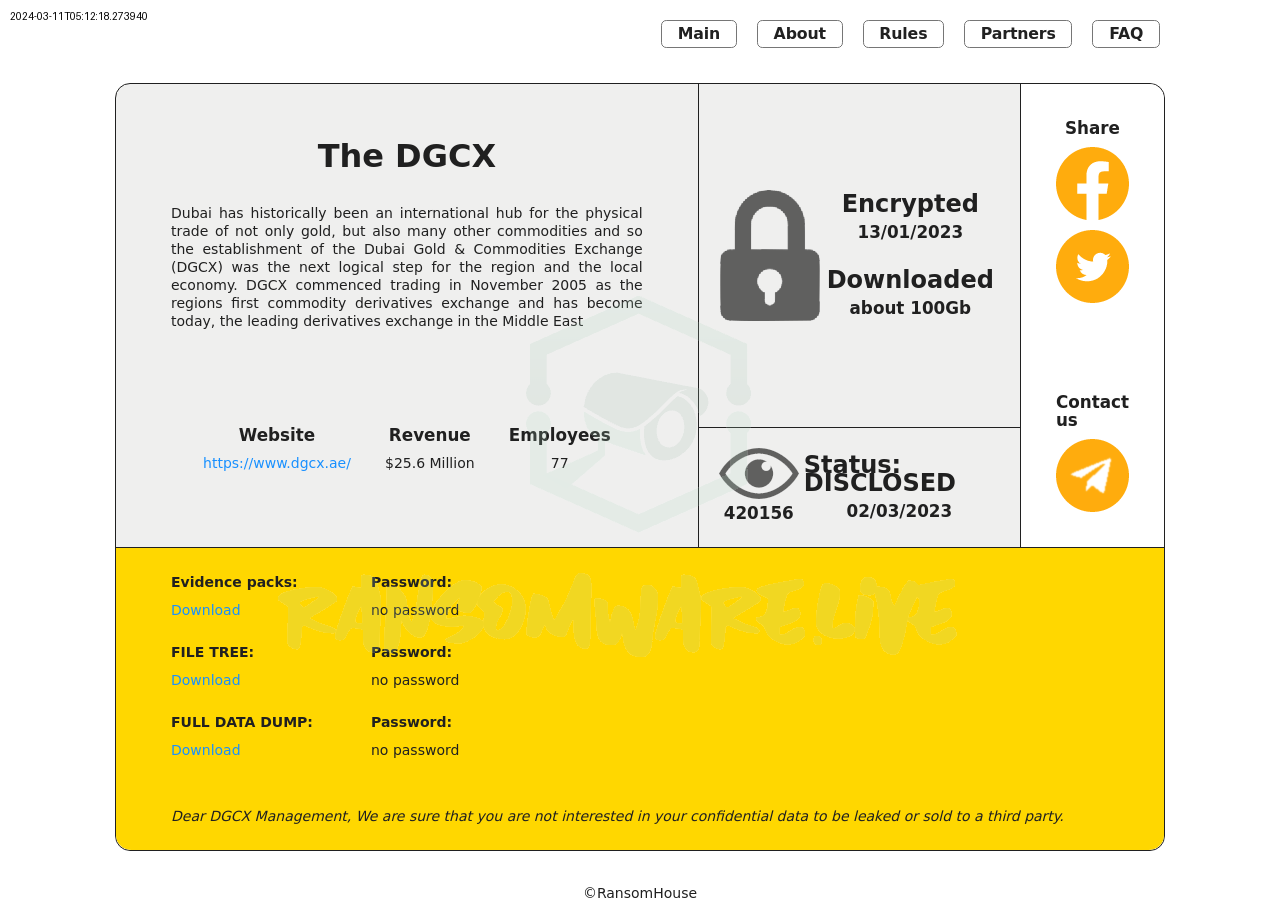 2024-03-11T05:12:18.273940
Main About Rules Partners FAQ
The DGCX
Dubai has historically been an international hub for the physical
trade of not only gold, but also many other commodities and so
the establishment of the Dubai Gold & Commodities Exchange
(DGCX) was the next logical step for the region and the local
economy. DGCX commenced trading in November 2005 as the
regions first commodity derivatives exchange and has become
today, the leading derivatives exchange in the Middle East
Website Revenue Employees
https://www.dgcx.ae/ $25.6 Million 77
Encrypted
13/01/2023
Downloaded
about 100Gb
Status:
DISCLOSED
420156 02/03/2023
Share
Contact
us
Evidence packs: Password:
Download no password
FILE TREE: Password:
Download no password
FULL DATA DUMP: Password:
Download no password
RANSOMWARE.LIVE
Dear DGCX Management, We are sure that you are not interested in your confidential data to be leaked or sold to a third party.
©RansomHouse